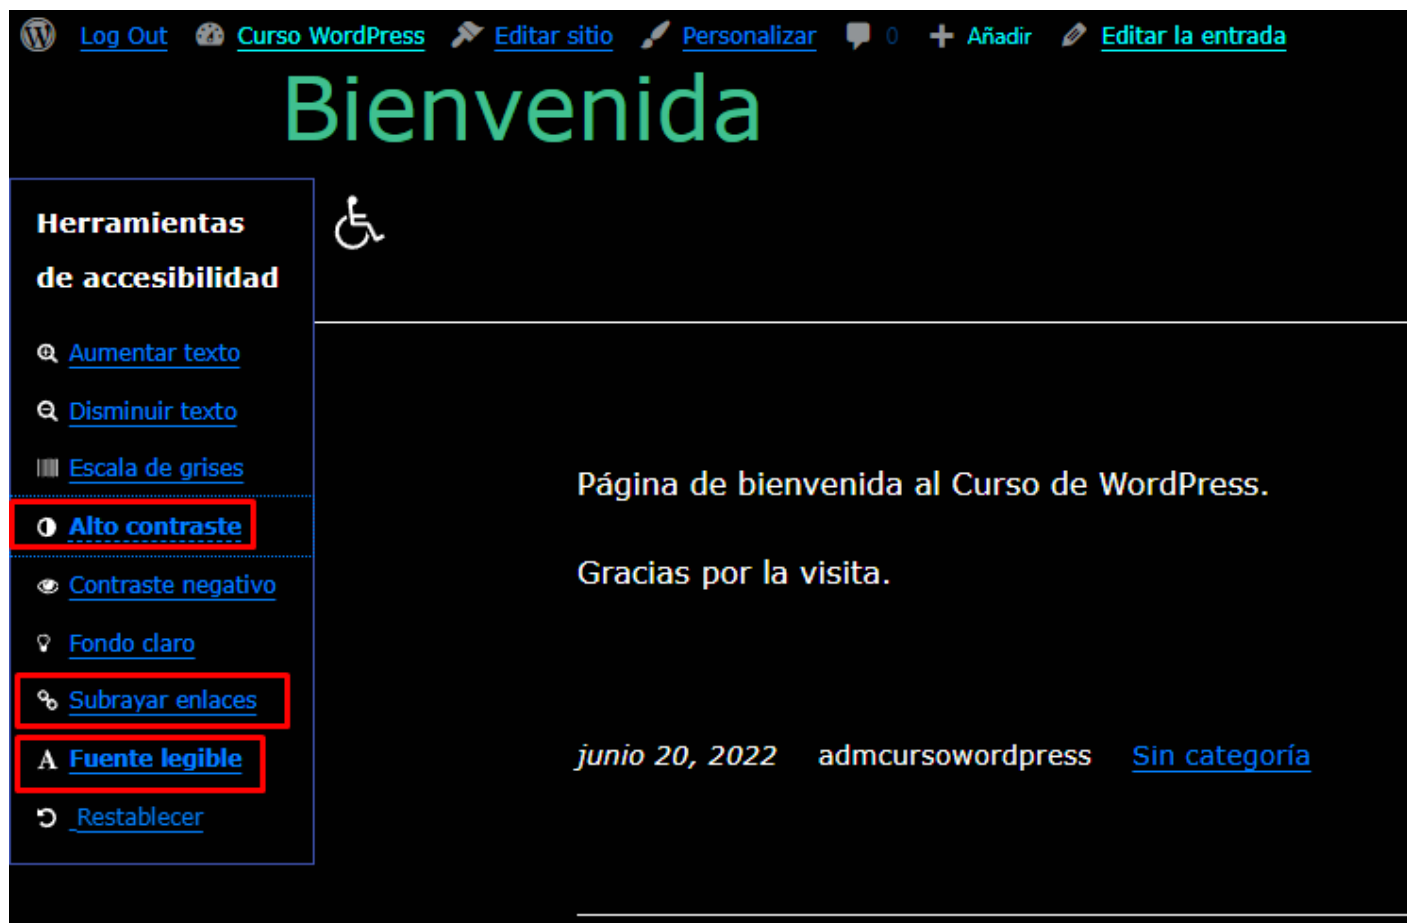 Log Out Curso WordPress Editar sitio Personalizar 0 Añadir Editar la entrada
Bienvenida
Herramientas
de accesibilidad
Aumentar texto
Disminuir texto
Escala de grises
Alto contraste
Contraste negativo
Fondo claro
Subrayar enlaces
Fuente legible
Restablecer
Página de bienvenida al Curso de WordPress.
Gracias por la visita.
junio 20, 2022 admcursowordpress Sin categoría